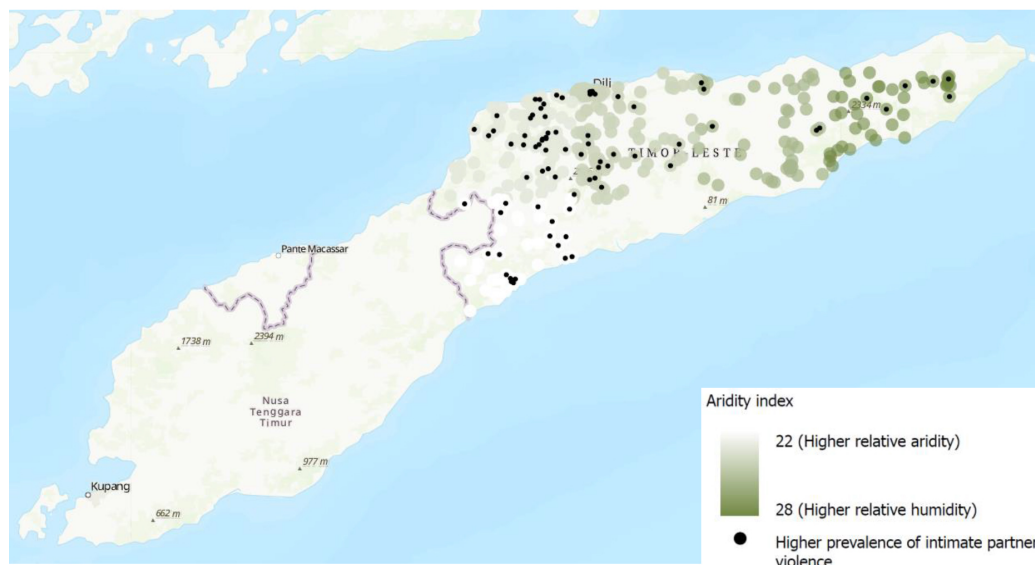 Dili
2334 m
TIMOR-LESTE
81 m
Pante Macassar
1738 m
2394 m
Nusa
Tenggara
Timur
977 m
Kupang
662 m
Aridity index
22 (Higher relative aridity)
28 (Higher relative humidity)
Higher prevalence of intimate partner
violence